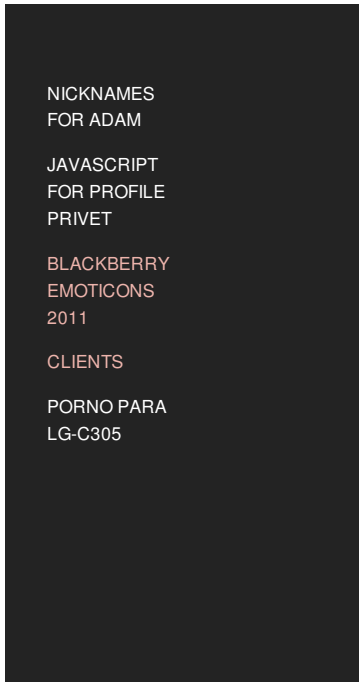 NICKNAMES
FOR ADAM
JAVASCRIPT
FOR PROFILE
PRIVET
BLACKBERRY
EMOTICONS
2011
CLIENTS
PORNO PARA
LG-C305